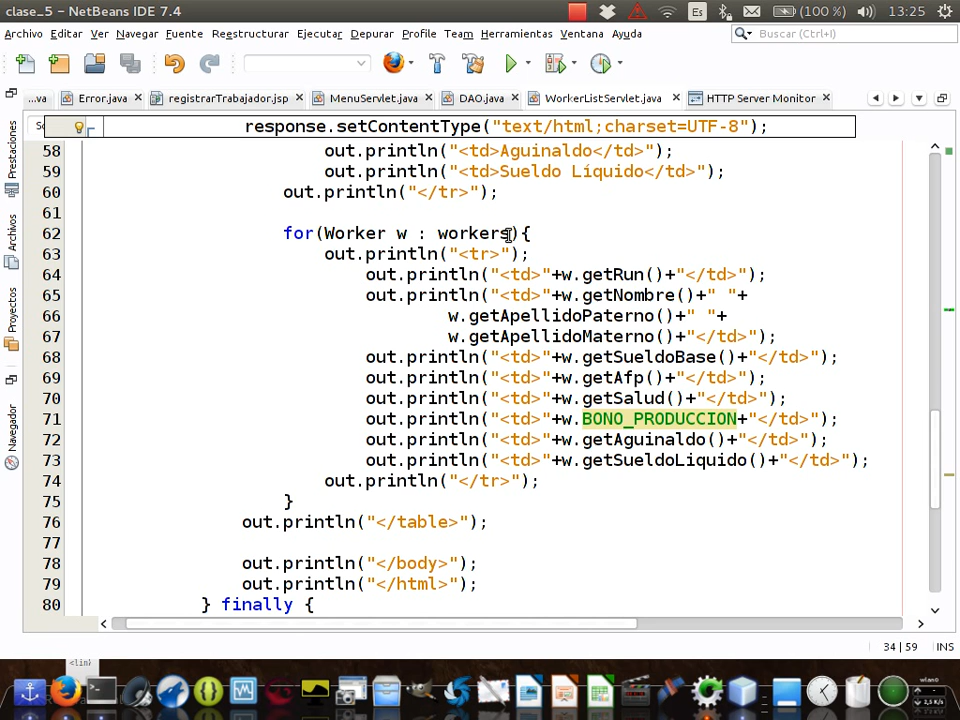 clase_5 - NetBeans IDE 7.4
Es
(100 %)
13:25
Archivo Editar Ver Navegar Fuente Reestructurar Ejecutar Depurar Profile Team Herramientas Ventana Ayuda
Buscar (Ctrl+I)
...va Error.java registrarTrabajador.jsp MenuServlet.java DAO.java WorkerListServlet.java HTTP Server Monitor
response.setContentType("text/html;charset=UTF-8");
58 out.println("<td>Aguinaldo</td>");
59 out.println("<td>Sueldo Líquido</td>");
60 out.println("</tr>");
61
62 for(Worker w : workers){
63 out.println("<tr>");
64 out.println("<td>"+w.getRun()+"</td>");
65 out.println("<td>"+w.getNombre()+" "+
66 w.getApellidoPaterno()+" "+
67 w.getApellidoMaterno()+"</td>");
68 out.println("<td>"+w.getSueldoBase()+"</td>");
69 out.println("<td>"+w.getAfp()+"</td>");
70 out.println("<td>"+w.getSalud()+"</td>");
71 out.println("<td>"+w.BONO_PRODUCCION+"</td>");
72 out.println("<td>"+w.getAguinaldo()+"</td>");
73 out.println("<td>"+w.getSueldoLiquido()+"</td>");
74 out.println("</tr>");
75 }
76 out.println("</table>");
77
78 out.println("</body>");
79 out.println("</html>");
80 } finally {
Prestaciones
Archivos
Proyectos
Navegador
34 | 59 INS
wlan0